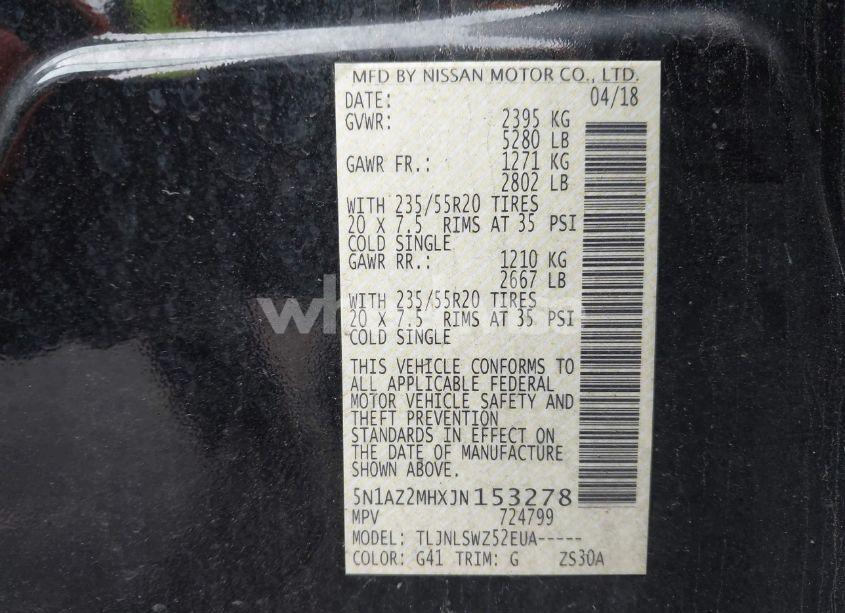 MFD BY NISSAN MOTOR CO., LTD.
DATE: 04/18
GVWR: 2395 KG
5280 LB
GAWR FR.: 1271 KG
2802 LB
WITH 235/55R20 TIRES
20 X 7.5 RIMS AT 35 PSI
COLD SINGLE
GAWR RR.: 1210 KG
2667 LB
WITH 235/55R20 TIRES
20 X 7.5 RIMS AT 35 PSI
COLD SINGLE
THIS VEHICLE CONFORMS TO
ALL APPLICABLE FEDERAL
MOTOR VEHICLE SAFETY AND
THEFT PREVENTION
STANDARDS IN EFFECT ON
THE DATE OF MANUFACTURE
SHOWN ABOVE.
5N1AZ2MHXJN153278
MPV 724799
MODEL: TLJNLSWZ52EUA-----
COLOR: G41 TRIM: G ZS30A